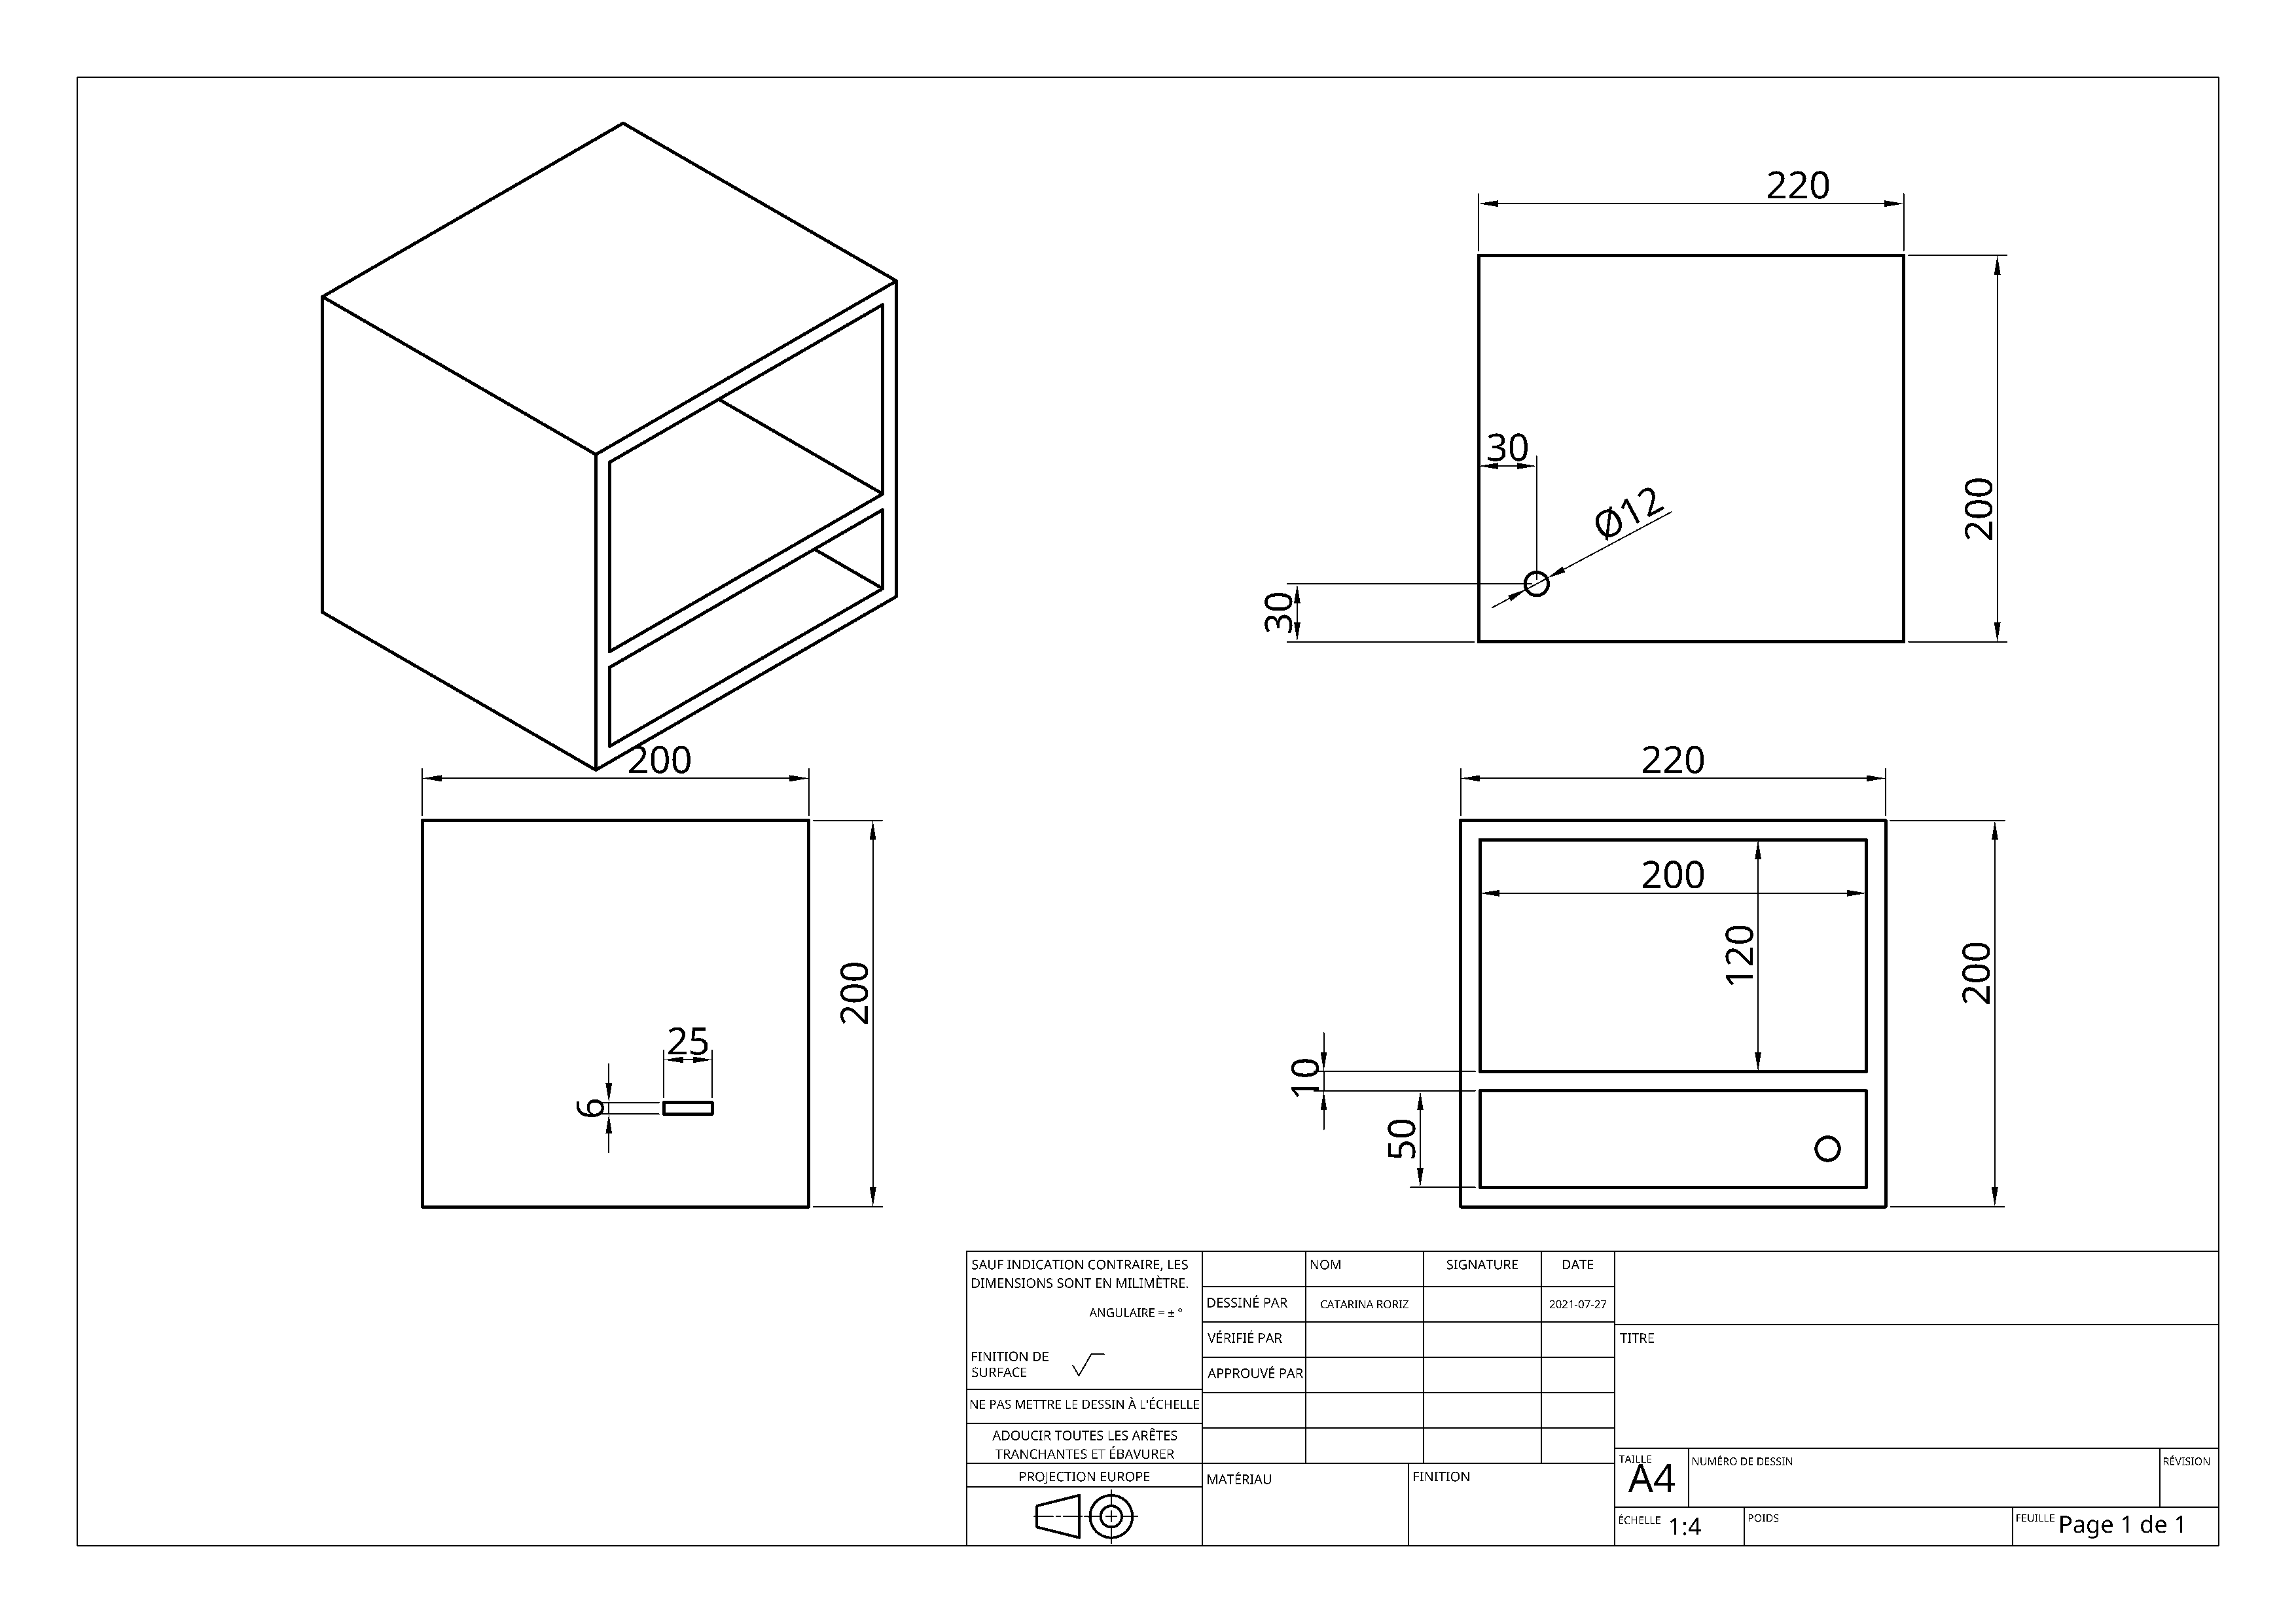 220
200
30
Ø12
30
200
200
25
6
220
200
200
120
10
50
SAUF INDICATION CONTRAIRE, LES
DIMENSIONS SONT EN MILIMÈTRE.
ANGULAIRE = ± °
FINITION DE
SURFACE
NE PAS METTRE LE DESSIN À L'ÉCHELLE
ADOUCIR TOUTES LES ARÊTES
TRANCHANTES ET ÉBAVURER
PROJECTION EUROPE
NOM SIGNATURE DATE
DESSINÉ PAR CATARINA RORIZ 2021-07-27
VÉRIFIÉ PAR
APPROUVÉ PAR
MATÉRIAU FINITION
TITRE
TAILLE NUMÉRO DE DESSIN RÉVISION
A4
ÉCHELLE 1:4 POIDS FEUILLE Page 1 de 1